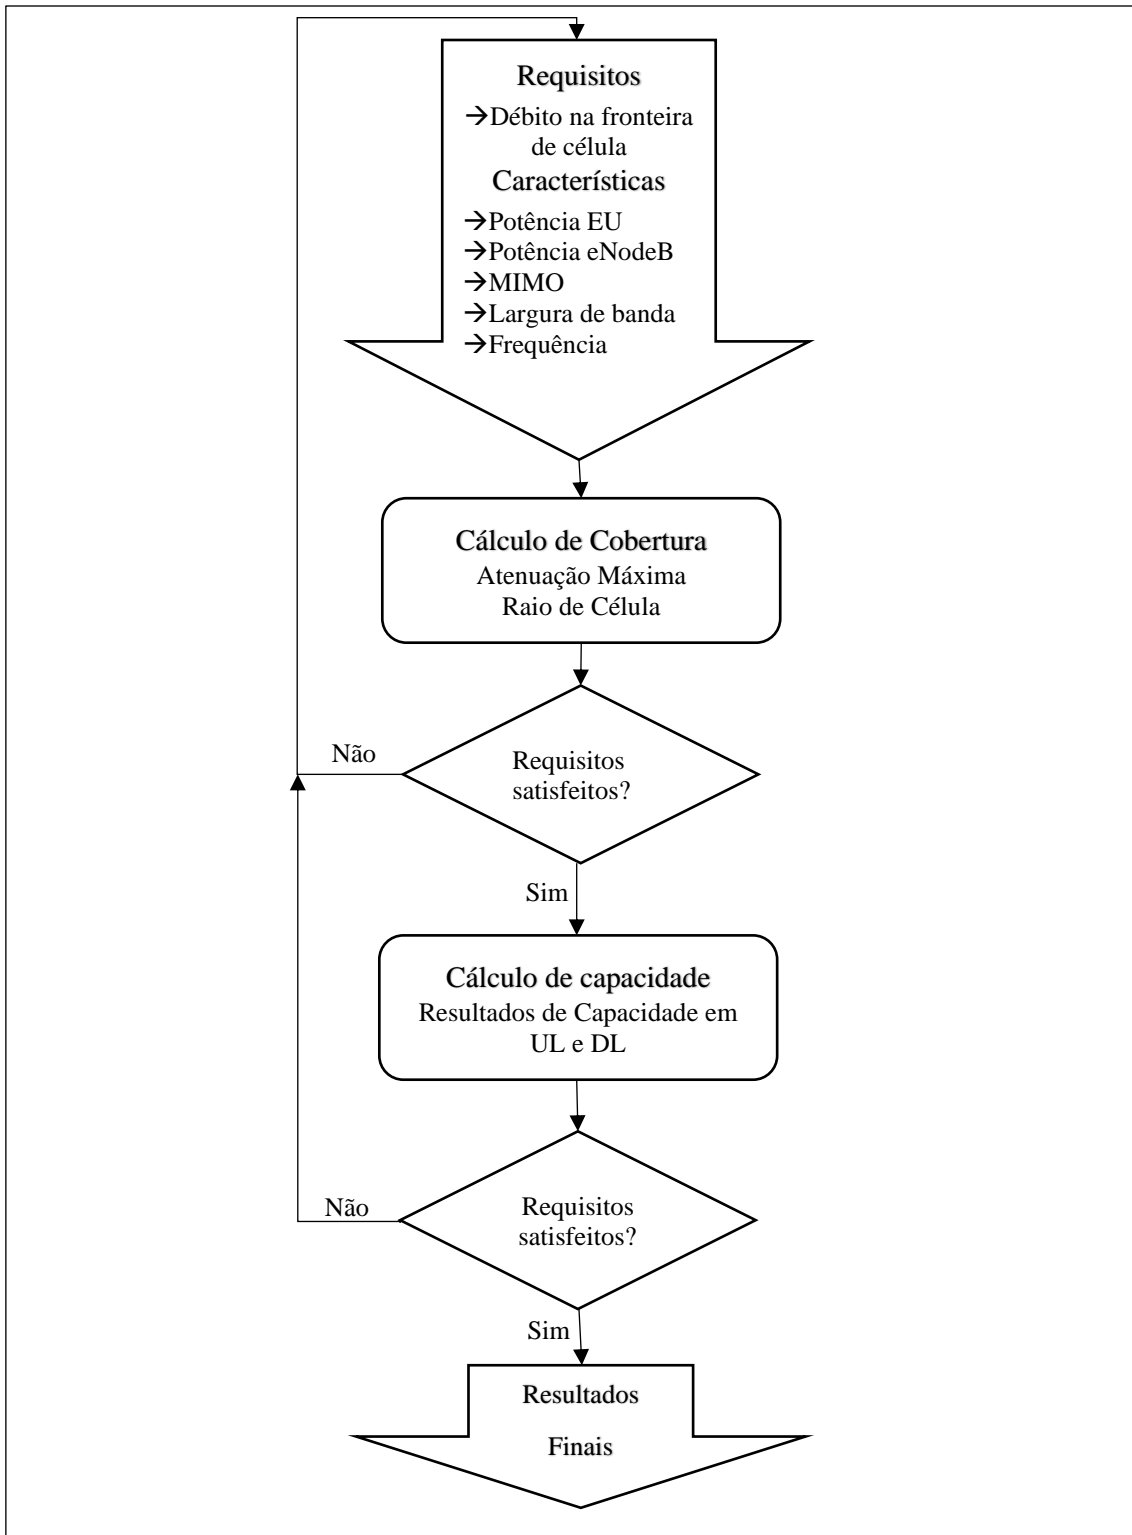 Requisitos
→Débito na fronteira
de célula
Características
→Potência EU
→Potência eNodeB
→MIMO
→Largura de banda
→Frequência
Cálculo de Cobertura
Atenuação Máxima
Raio de Célula
Não
Requisitos
satisfeitos?
Sim
Cálculo de capacidade
Resultados de Capacidade em
UL e DL
Não
Requisitos
satisfeitos?
Sim
Resultados
Finais